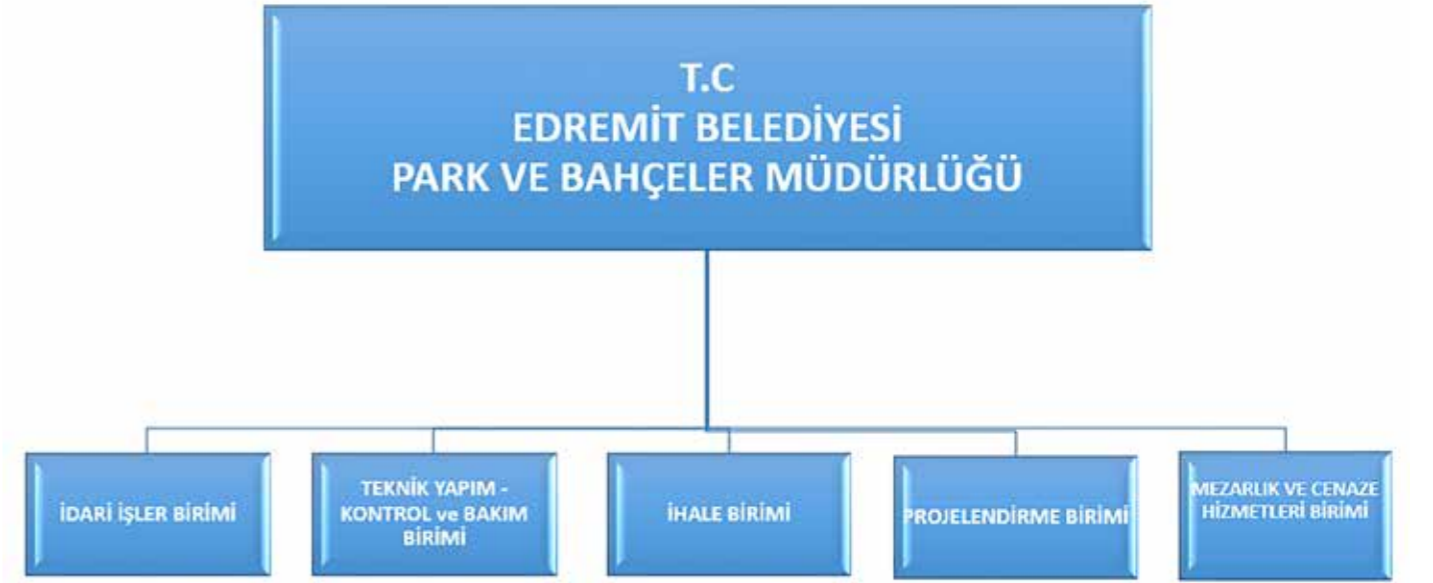 T.C
EDREMİT BELEDİYESİ
PARK VE BAHÇELER MÜDÜRLÜĞÜ
İDARİ İŞLER BİRİMİ
TEKNİK YAPIM -
KONTROL ve BAKIM
BİRİMİ
İHALE BİRİMİ
PROJELENDİRME BİRİMİ
MEZARLIK VE CENAZE
HİZMETLERİ BİRİMİ